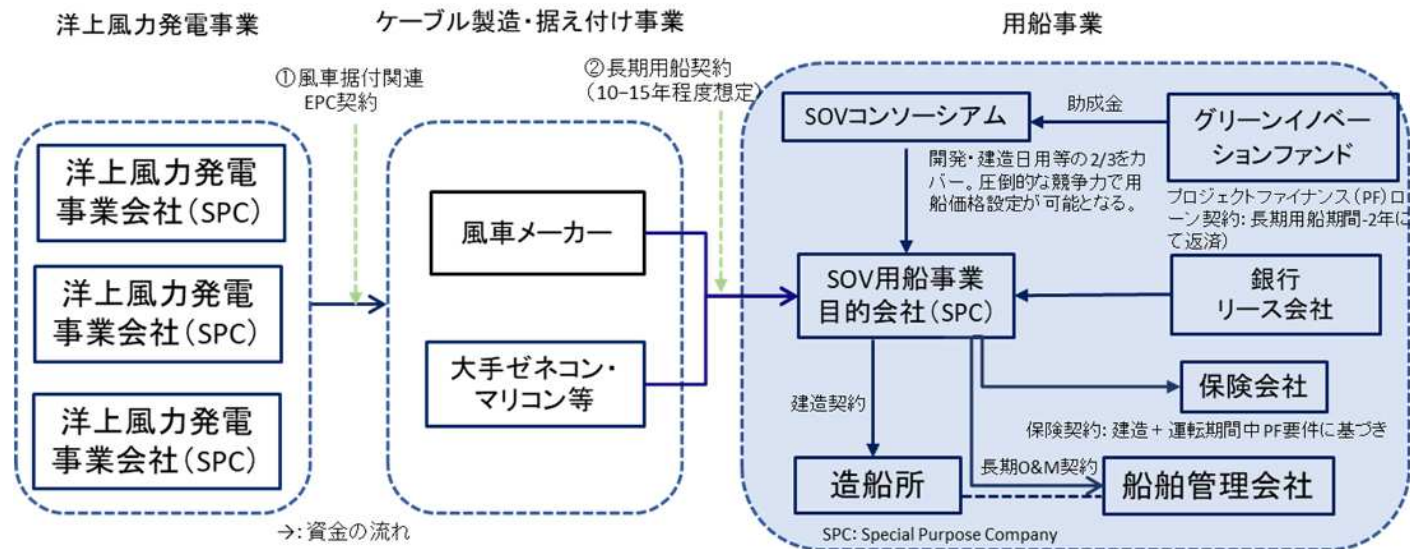 洋上風力発電事業
ケーブル製造・据え付け事業
用船事業
①風車据付関連
EPC契約
②長期用船契約
(10−15年程度想定)
洋上風力発電
事業会社(SPC)
洋上風力発電
事業会社(SPC)
洋上風力発電
事業会社(SPC)
→:資金の流れ
風車メーカー
大手ゼネコン・
マリコン等
SOVコンソーシアム
助成金
グリーンイノベー
ションファンド
開発・建造日用等の2/3をカ
バー。圧倒的な競争力で用
船価格設定が可能となる。
プロジェクトファイナンス(PF)ロ
ーン契約:長期用船期間-2年に
て返済)
SOV用船事業
目的会社(SPC)
銀行
リース会社
保険会社
建造契約
保険契約:建造+運転期間中PF要件に基づき
長期O&M契約
造船所
船舶管理会社
SPC: Special Purpose Company